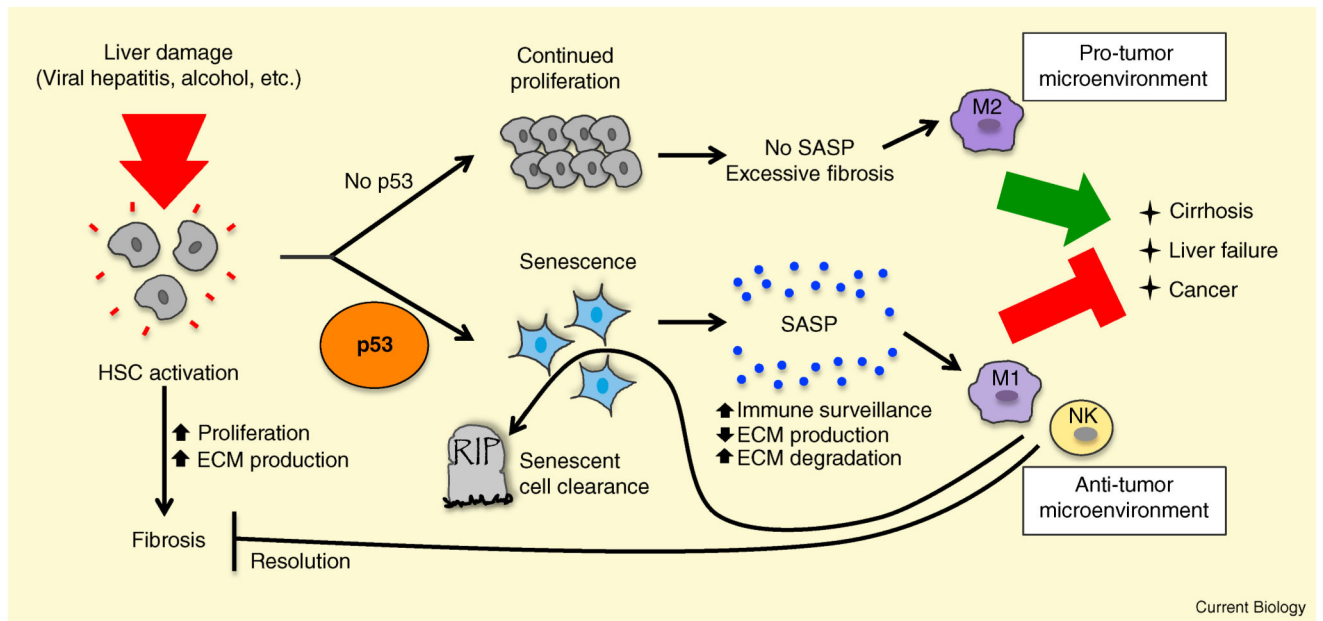 Liver damage
(Viral hepatitis, alcohol, etc.)
HSC activation
Proliferation
ECM production
Fibrosis
Resolution
No p53
p53
Continued
proliferation
No SASP
Excessive fibrosis
M2
Pro-tumor
microenvironment
Cirrhosis
Liver failure
Cancer
Senescence
SASP
Immune surveillance
ECM production
ECM degradation
RIP
Senescent
cell clearance
M1
NK
Anti-tumor
microenvironment
Current Biology